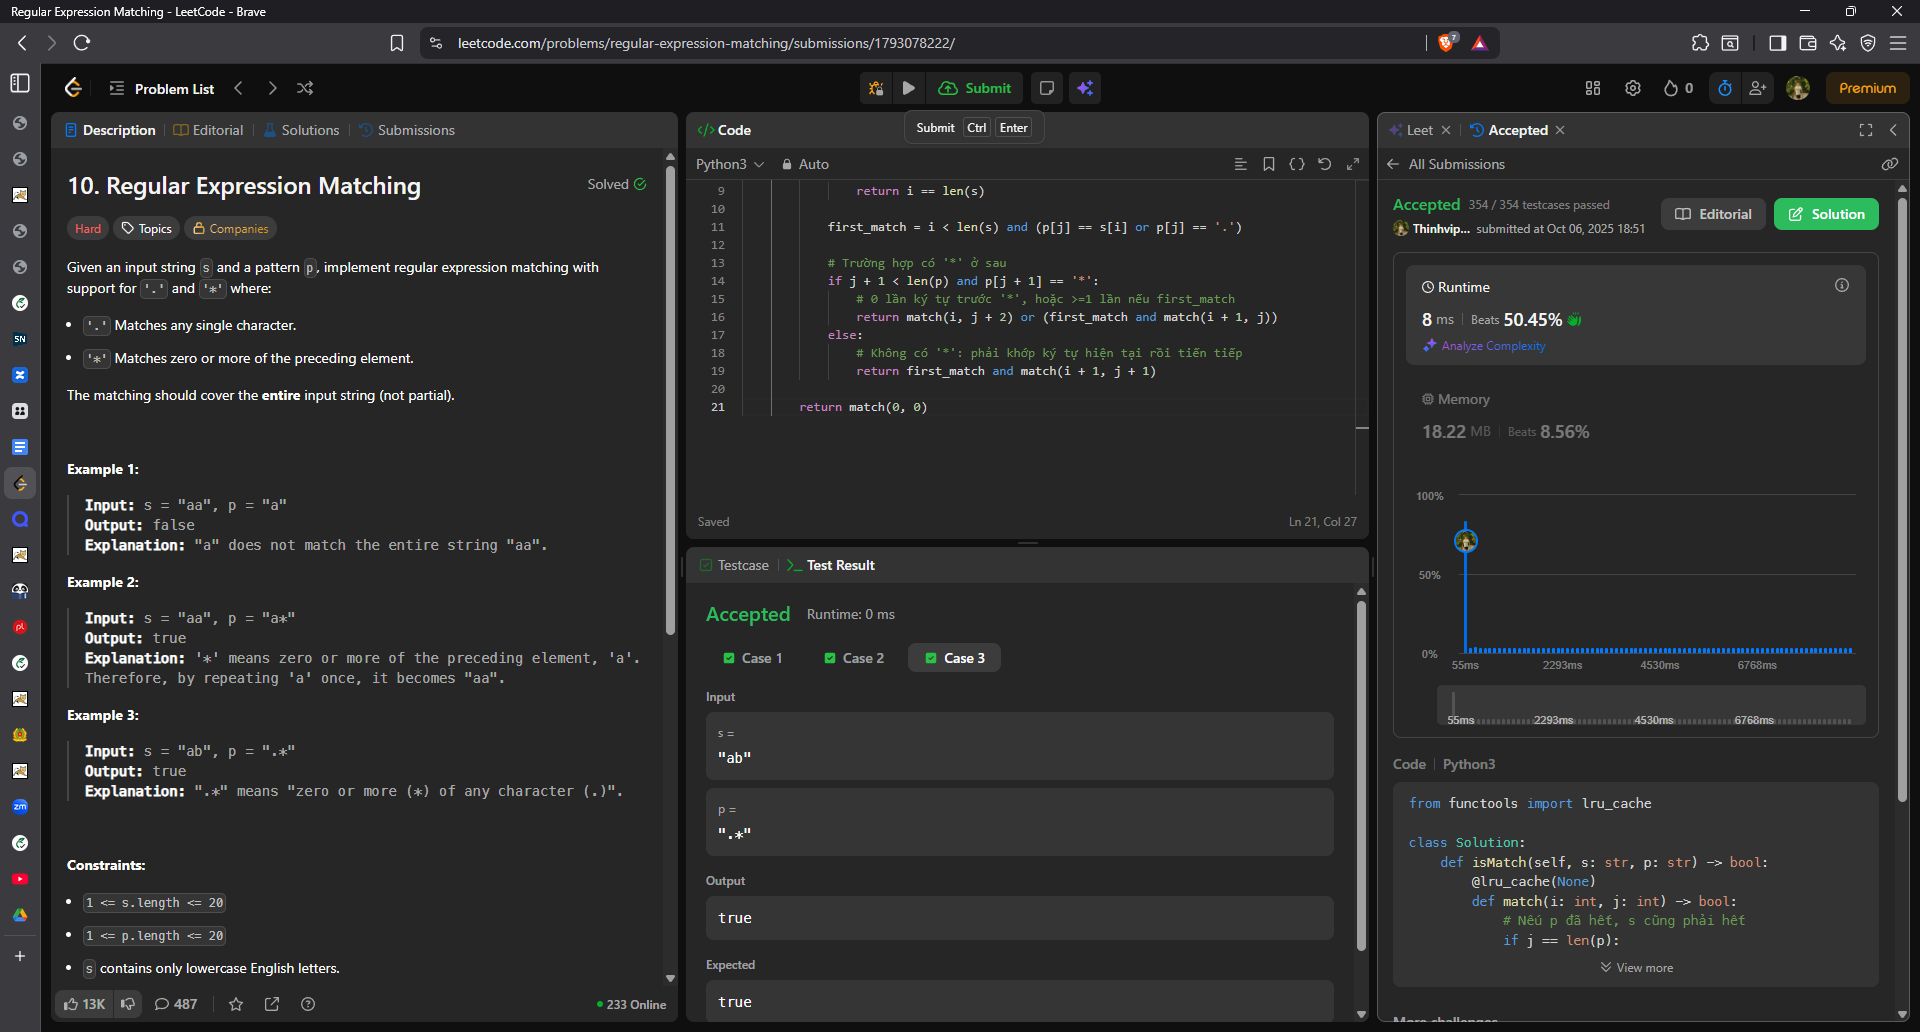 Regular Expression Matching - LeetCode - Brave
leetcode.com/problems/regular-expression-matching/submissions/1793078222/
7
Problem List
Submit
0
Premium
Description
Editorial
Solutions
Submissions
10. Regular Expression Matching
Solved
Hard
Topics
Companies
Given an input string s and a pattern p, implement regular expression matching with
support for '.' and '*' where:
• '.' Matches any single character.
• '*' Matches zero or more of the preceding element.
The matching should cover the entire input string (not partial).
Example 1:
Input: s = "aa", p = "a"
Output: false
Explanation: "a" does not match the entire string "aa".
Example 2:
Input: s = "aa", p = "a*"
Output: true
Explanation: '*' means zero or more of the preceding element, 'a'.
Therefore, by repeating 'a' once, it becomes "aa".
Example 3:
Input: s = "ab", p = ".*"
Output: true
Explanation: ".*" means "zero or more (*) of any character (.)".
Constraints:
• 1 <= s.length <= 20
• 1 <= p.length <= 20
• s contains only lowercase English letters.
13K
487
233 Online
Code
Submit Ctrl Enter
Python3
Auto
9 return i == len(s)
10
11 first_match = i < len(s) and (p[j] == s[i] or p[j] == '.')
12
13 # Trường hợp có '*' ở sau
14 if j + 1 < len(p) and p[j + 1] == '*':
15 # 0 lần ký tự trước '*', hoặc >=1 lần nếu first_match
16 return match(i, j + 2) or (first_match and match(i + 1, j))
17 else:
18 # Không có '*': phải khớp ký tự hiện tại rồi tiến tiếp
19 return first_match and match(i + 1, j + 1)
20
21 return match(0, 0)
Saved
Ln 21, Col 27
Testcase
Test Result
Accepted
Runtime: 0 ms
Case 1
Case 2
Case 3
Input
s =
"ab"
p =
".*"
Output
true
Expected
true
Leet
Accepted
All Submissions
Accepted 354 / 354 testcases passed
Thinhvip... submitted at Oct 06, 2025 18:51
Editorial
Solution
Runtime
8 ms Beats 50.45%
Analyze Complexity
Memory
18.22 MB Beats 8.56%
100%
50%
0%
55ms 2293ms 4530ms 6768ms
55ms 2293ms 4530ms 6768ms
Code Python3
from functools import lru_cache
class Solution:
def isMatch(self, s: str, p: str) -> bool:
@lru_cache(None)
def match(i: int, j: int) -> bool:
# Nếu p đã hết, s cũng phải hết
if j == len(p):
View more
More challenges
SN
zm